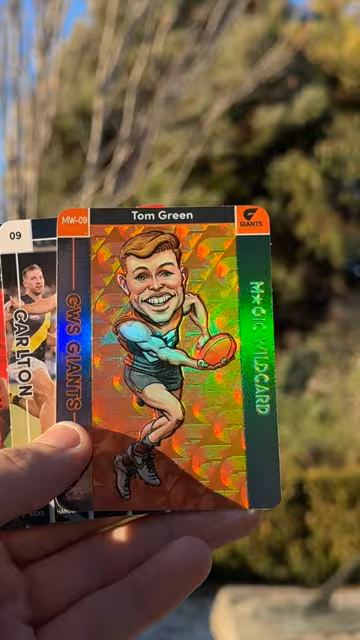 09
CARLTON
MW-09
Tom Green
GIANTS
GWS GIANTS
MAGIC WILDCARD